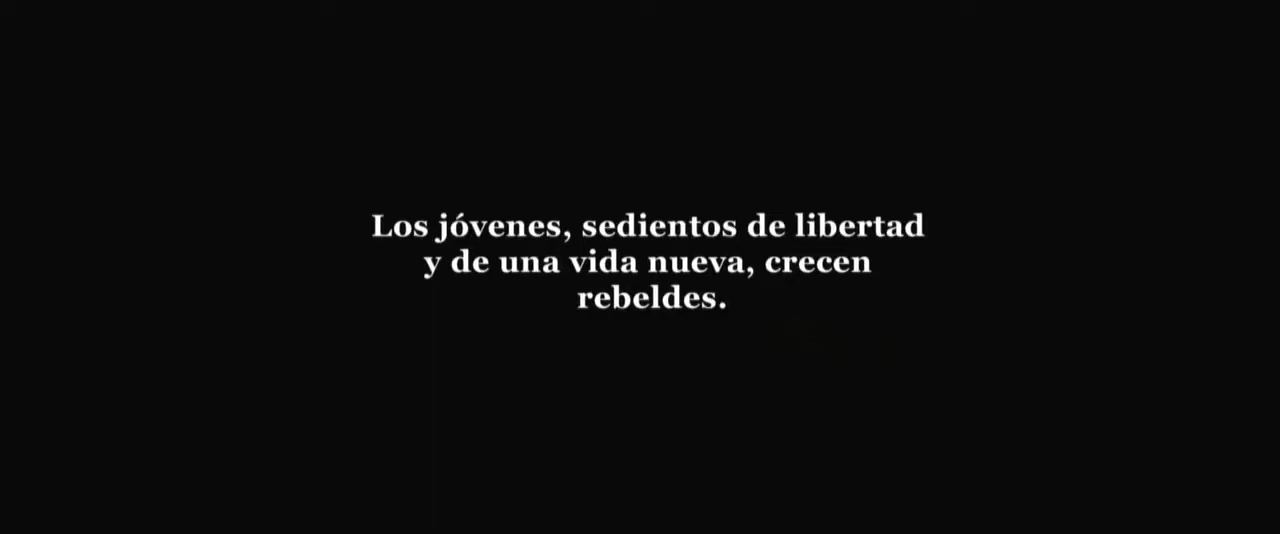 Los jóvenes, sedientos de libertad
y de una vida nueva, crecen
rebeldes.